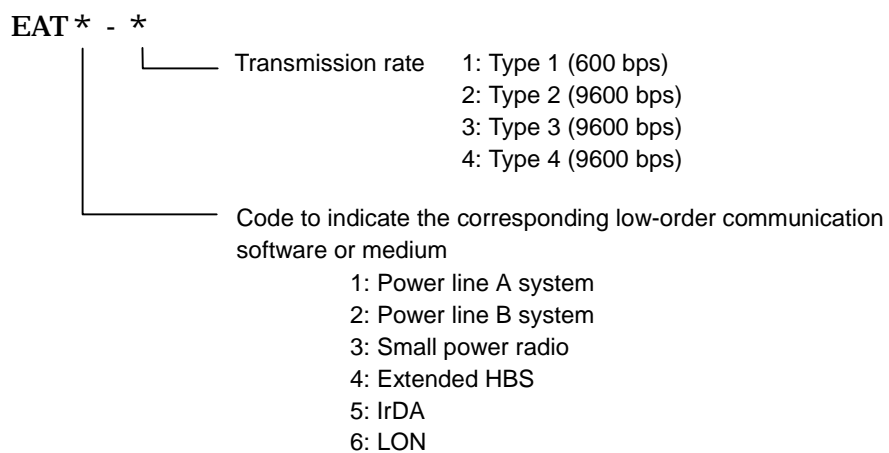 EAT * - *
Transmission rate 1: Type 1 (600 bps)
2: Type 2 (9600 bps)
3: Type 3 (9600 bps)
4: Type 4 (9600 bps)
Code to indicate the corresponding low-order communication
software or medium
1: Power line A system
2: Power line B system
3: Small power radio
4: Extended HBS
5: IrDA
6: LON